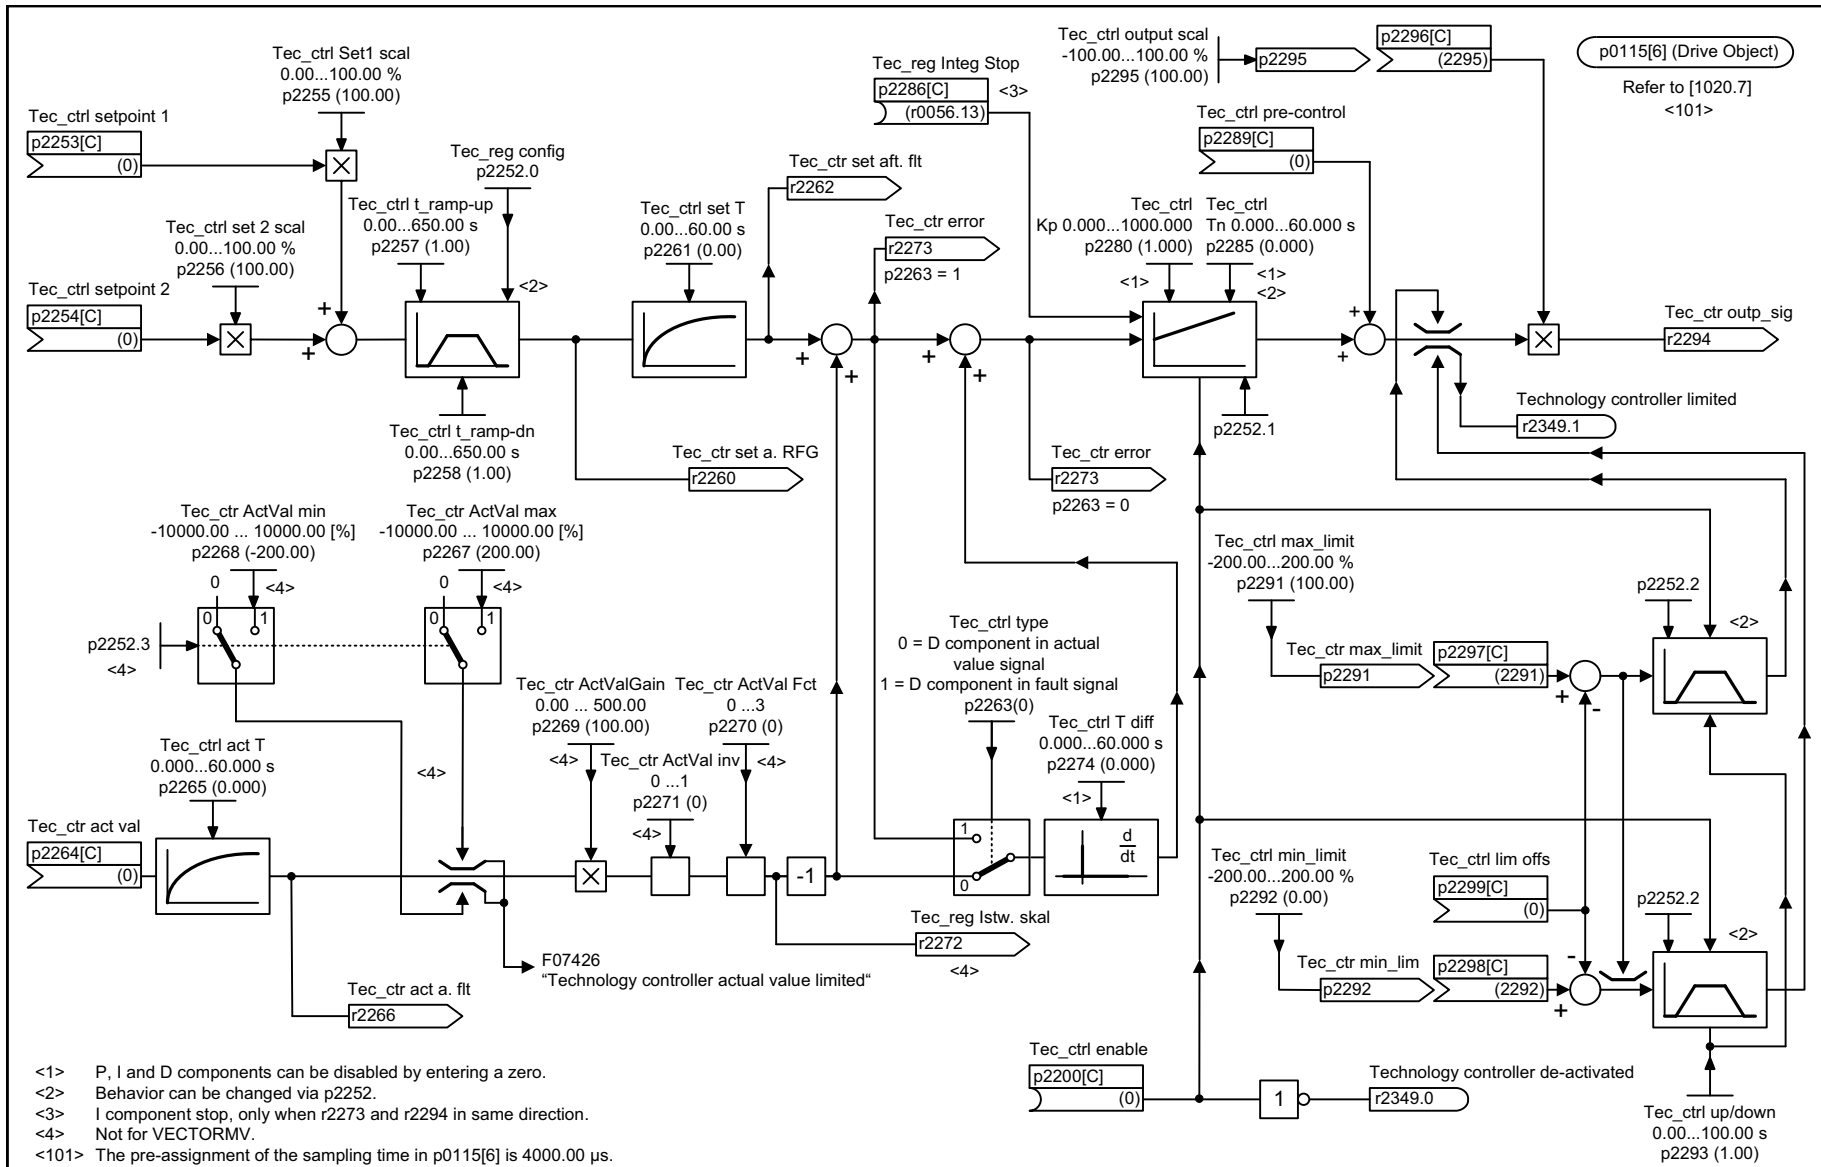 Tec_ctrl Set1 scal
0.00...100.00 %
p2255 (100.00)
Tec_ctrl setpoint 1
p2253[C]
(0)
Tec_ctrl set 2 scal
0.00...100.00 %
p2256 (100.00)
Tec_ctrl setpoint 2
p2254[C]
(0)
+
+
Tec_reg config
p2252.0
Tec_ctrl t_ramp-up
0.00...650.00 s
p2257 (1.00)
<2>
Tec_ctrl t_ramp-dn
0.00...650.00 s
p2258 (1.00)
Tec_ctrl set T
0.00...60.00 s
p2261 (0.00)
Tec_ctr set aft. flt
r2262
Tec_ctr set a. RFG
r2260
+
+
Tec_ctr error
r2273
p2263 = 1
+
+
Tec_ctr error
r2273
p2263 = 0
Tec_reg Integ Stop
p2286[C]
<3>
(r0056.13)
Tec_ctrl
Kp 0.000...1000.000
p2280 (1.000)
<1>
Tec_ctrl
Tn 0.000...60.000 s
p2285 (0.000)
<1>
<2>
p2252.1
Tec_ctrl output scal
-100.00...100.00 %
p2295 (100.00)
p2295
p2296[C]
(2295)
Tec_ctrl pre-control
p2289[C]
(0)
+
+
p0115[6] (Drive Object)
Refer to [1020.7]
<101>
Tec_ctr outp_sig
r2294
Technology controller limited
r2349.1
Tec_ctr ActVal min
-10000.00 ... 10000.00 [%]
p2268 (-200.00)
0
<4>
0
1
p2252.3
<4>
Tec_ctr ActVal max
-10000.00 ... 10000.00 [%]
p2267 (200.00)
0
<4>
0
1
<4>
Tec_ctrl act T
0.000...60.000 s
p2265 (0.000)
Tec_ctr act val
p2264[C]
(0)
Tec_ctr act a. flt
r2266
F07426
“Technology controller actual value limited“
Tec_ctr ActValGain
0.00 ... 500.00
p2269 (100.00)
<4>
Tec_ctr ActVal inv
0 ...1
p2271 (0)
<4>
Tec_ctr ActVal Fct
0 ...3
p2270 (0)
<4>
-1
Tec_reg Istw. skal
r2272
<4>
Tec_ctrl type
0 = D component in actual
value signal
1 = D component in fault signal
p2263(0)
1
0
Tec_ctrl T diff
0.000...60.000 s
p2274 (0.000)
<1>
d
dt
Tec_ctrl max_limit
-200.00...200.00 %
p2291 (100.00)
Tec_ctr max_limit
p2291
p2297[C]
(2291)
+
-
p2252.2
<2>
Tec_ctrl min_limit
-200.00...200.00 %
p2292 (0.00)
Tec_ctrl lim offs
p2299[C]
(0)
Tec_ctr min_lim
p2292
p2298[C]
(2292)
-
+
p2252.2
<2>
Tec_ctrl enable
p2200[C]
(0)
1
Technology controller de-activated
r2349.0
Tec_ctrl up/down
0.00...100.00 s
p2293 (1.00)
<1> P, I and D components can be disabled by entering a zero.
<2> Behavior can be changed via p2252.
<3> I component stop, only when r2273 and r2294 in same direction.
<4> Not for VECTORMV.
<101> The pre-assignment of the sampling time in p0115[6] is 4000.00 µs.